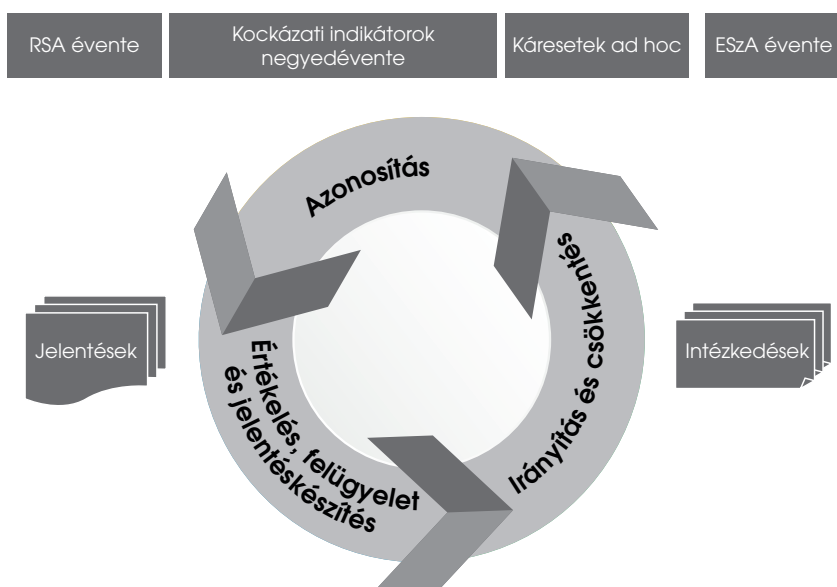 RSA évente
Kockázati indikátorok
negyedévente
Káresetek ad hoc
ESzA évente
Azonosítás
Jelentések
Értékelés, felügyelet
és jelentéskészítés
Irányítás és csökkentés
Intézkedések